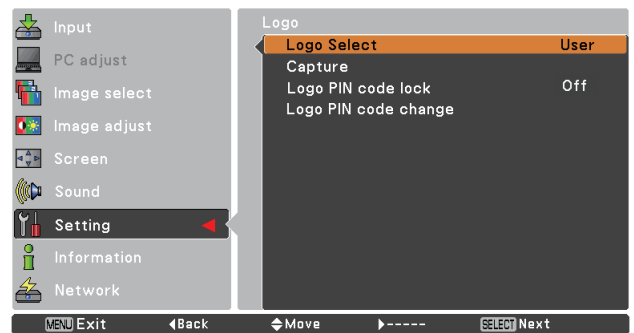 Input
PC adjust
Image select
Image adjust
Screen
Sound
Setting
Information
Network
Logo
Logo Select User
Capture
Logo PIN code lock Off
Logo PIN code change
MENU Exit ◀Back ◆Move ▶----- SELECT Next